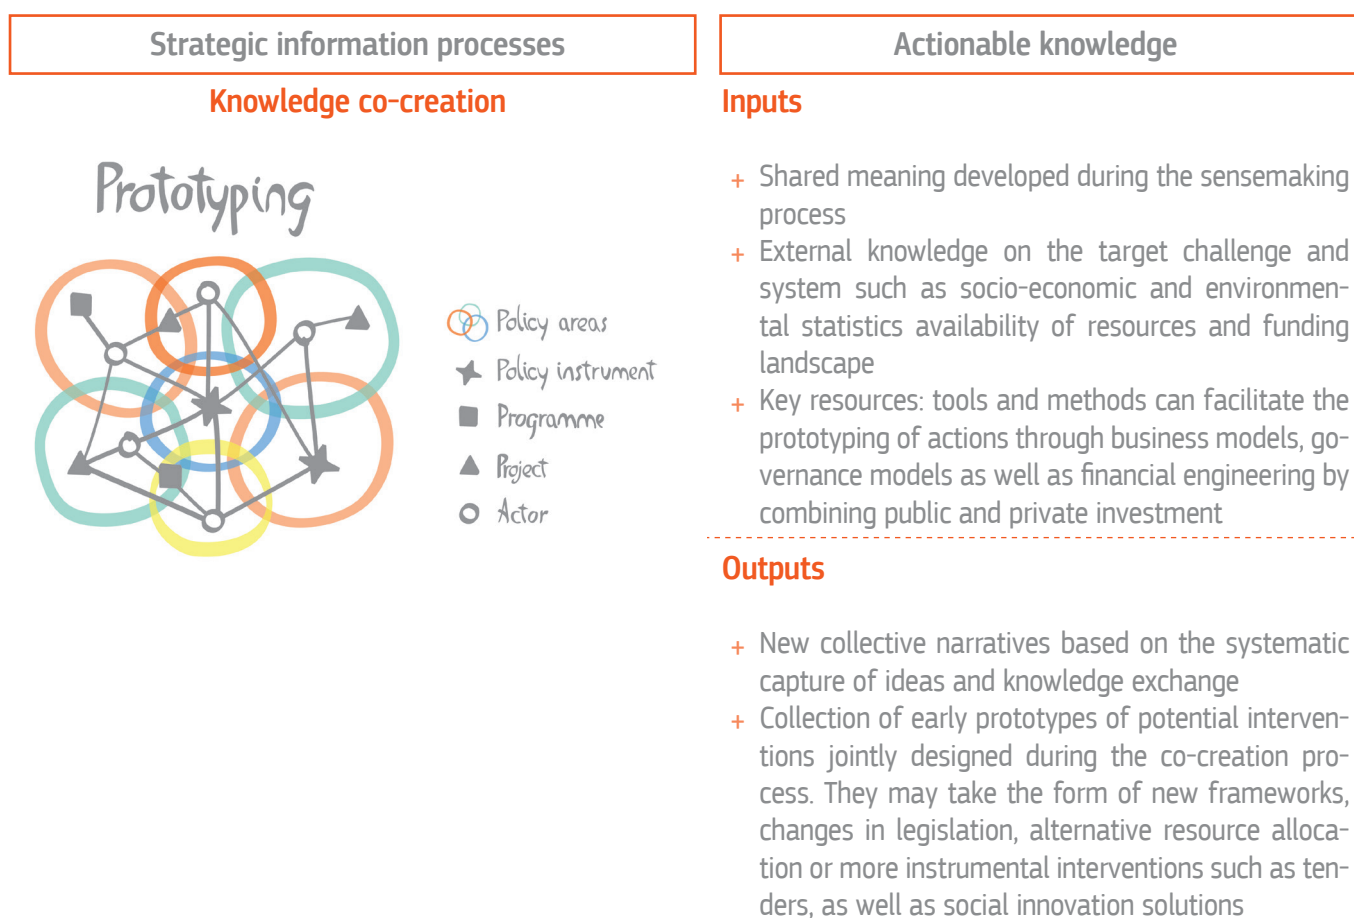 Strategic information processes
Knowledge co-creation
Prototyping
Policy areas
Policy instrument
Programme
Project
Actor
Actionable knowledge
Inputs
+ Shared meaning developed during the sensemaking
process
+ External knowledge on the target challenge and
system such as socio-economic and environmen-
tal statistics availability of resources and funding
landscape
+ Key resources: tools and methods can facilitate the
prototyping of actions through business models, go-
vernance models as well as financial engineering by
combining public and private investment
Outputs
+ New collective narratives based on the systematic
capture of ideas and knowledge exchange
+ Collection of early prototypes of potential interven-
tions jointly designed during the co-creation pro-
cess. They may take the form of new frameworks,
changes in legislation, alternative resource alloca-
tion or more instrumental interventions such as ten-
ders, as well as social innovation solutions